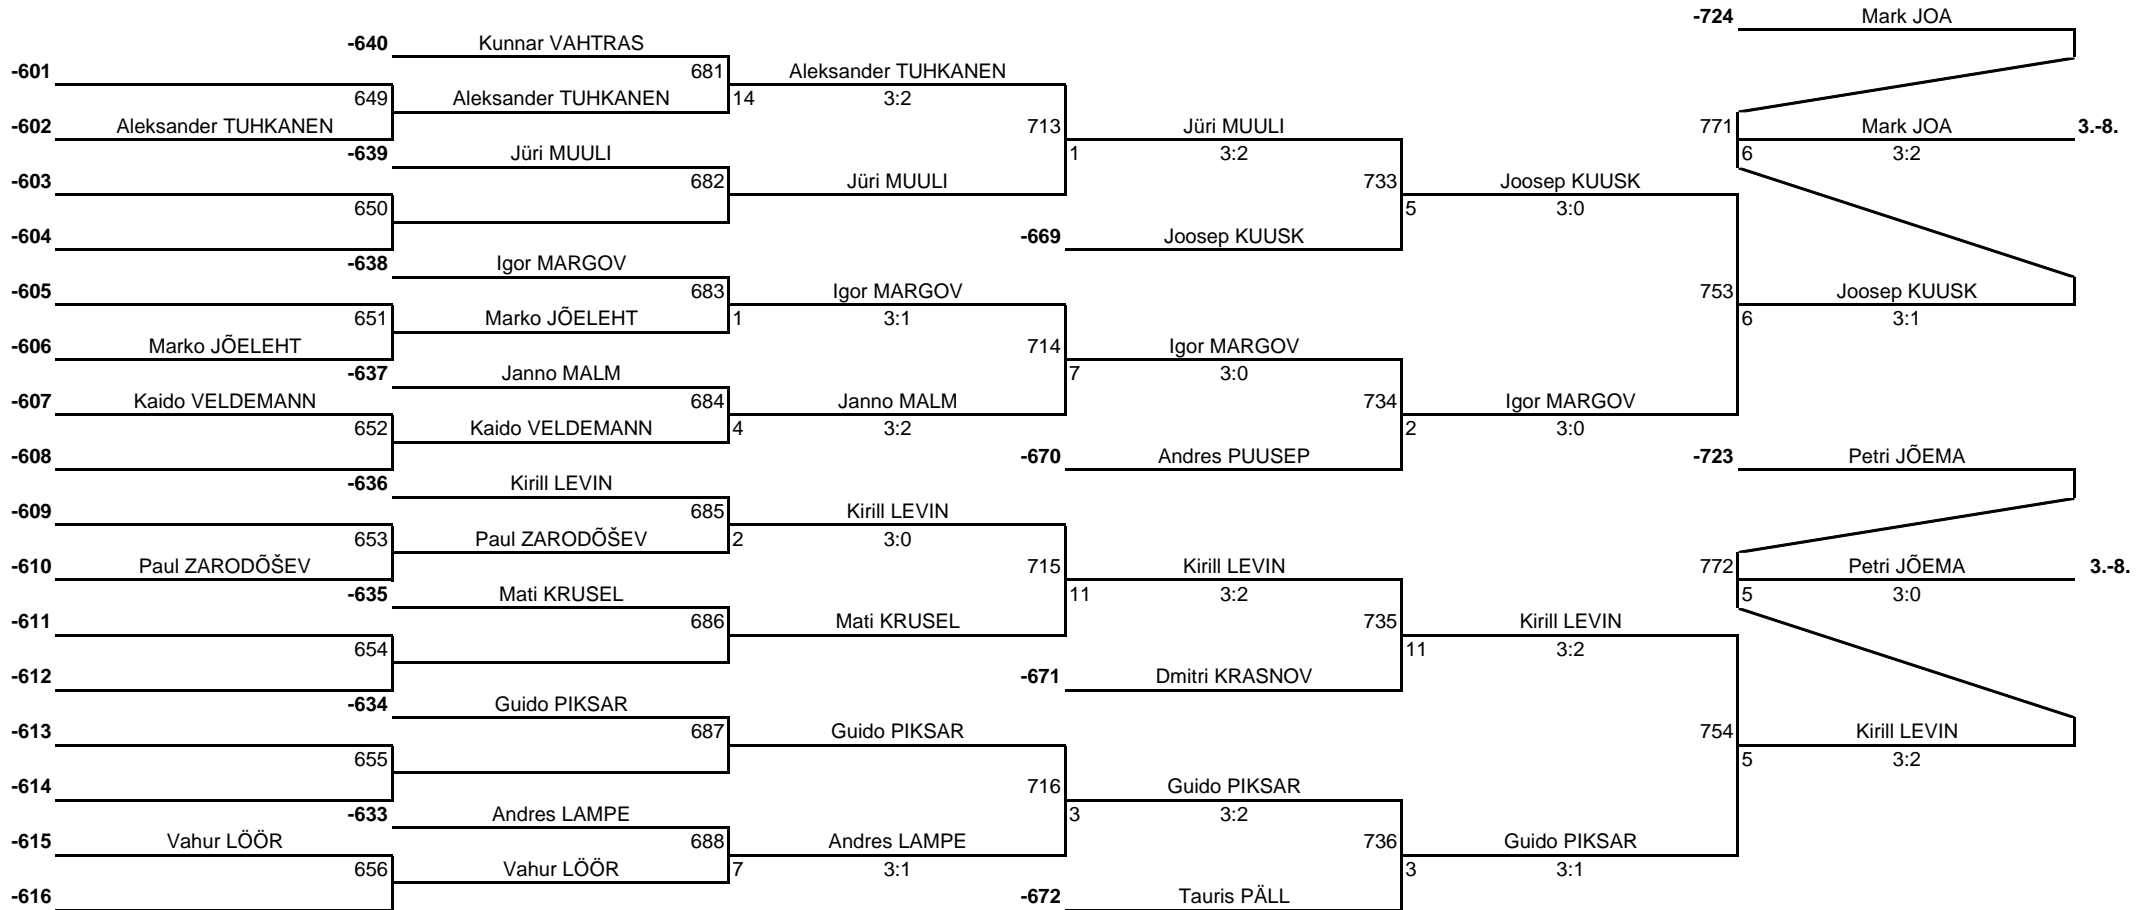 -724 Mark JOA
-640 Kunnar VAHTRAS
-601 681 Aleksander TUHKANEN
649 Aleksander TUHKANEN 14 3:2
-602 Aleksander TUHKANEN 713 Jüri MUULI 771 Mark JOA 3.-8.
-639 Jüri MUULI 1 3:2 6 3:2
-603 682 Jüri MUULI 733 Joosep KUUSK
650 5 3:0
-604 -669 Joosep KUUSK
-638 Igor MARGOV
-605 683 Igor MARGOV 753 Joosep KUUSK
651 Marko JÕELEHT 1 3:1 6 3:1
-606 Marko JÕELEHT 714 Igor MARGOV
-637 Janno MALM 7 3:0
-607 Kaido VELDEMANN 684 Janno MALM 734 Igor MARGOV
652 Kaido VELDEMANN 4 3:2 2 3:0
-608 -670 Andres PUUSEP -723 Petri JÕEMA
-636 Kirill LEVIN
-609 685 Kirill LEVIN
653 Paul ZARODÕŠEV 2 3:0
-610 Paul ZARODÕŠEV 715 Kirill LEVIN 772 Petri JÕEMA 3.-8.
-635 Mati KRUSEL 11 3:2 5 3:0
-611 686 Mati KRUSEL 735 Kirill LEVIN
654 11 3:2
-612 -671 Dmitri KRASNOV
-634 Guido PIKSAR
-613 687 Guido PIKSAR 754 Kirill LEVIN
655 5 3:2
-614 716 Guido PIKSAR
-633 Andres LAMPE 3 3:2
-615 Vahur LÖÖR 688 Andres LAMPE 736 Guido PIKSAR
656 Vahur LÖÖR 7 3:1 3 3:1
-616 -672 Tauris PÄLL